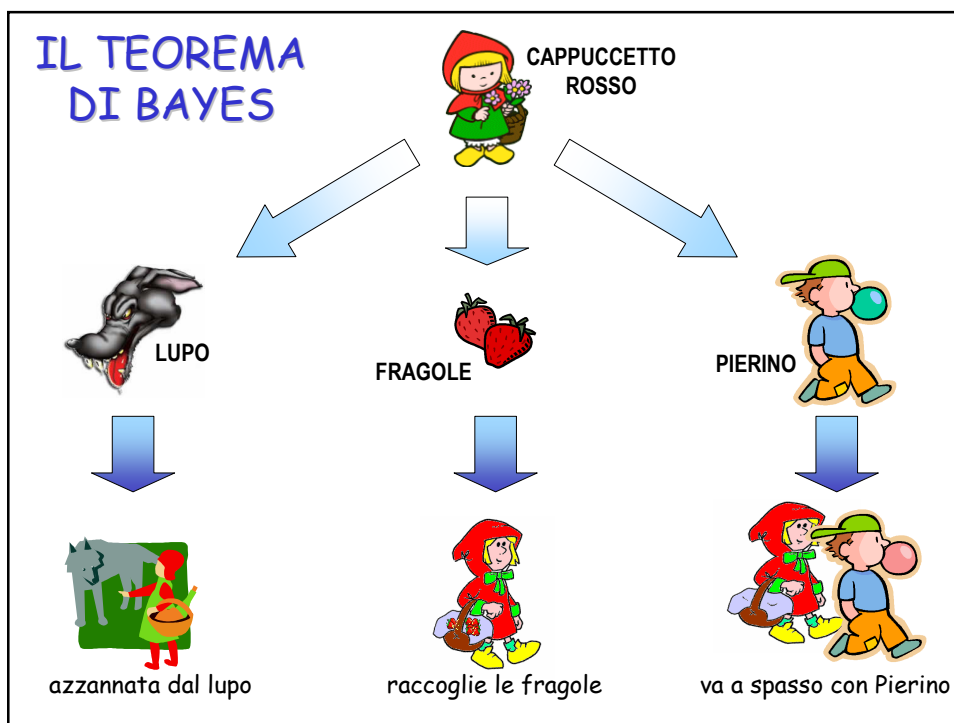 IL TEOREMA
DI BAYES
CAPPUCCETTO
ROSSO
LUPO
FRAGOLE
PIERINO
azzannata dal lupo
raccoglie le fragole
va a spasso con Pierino